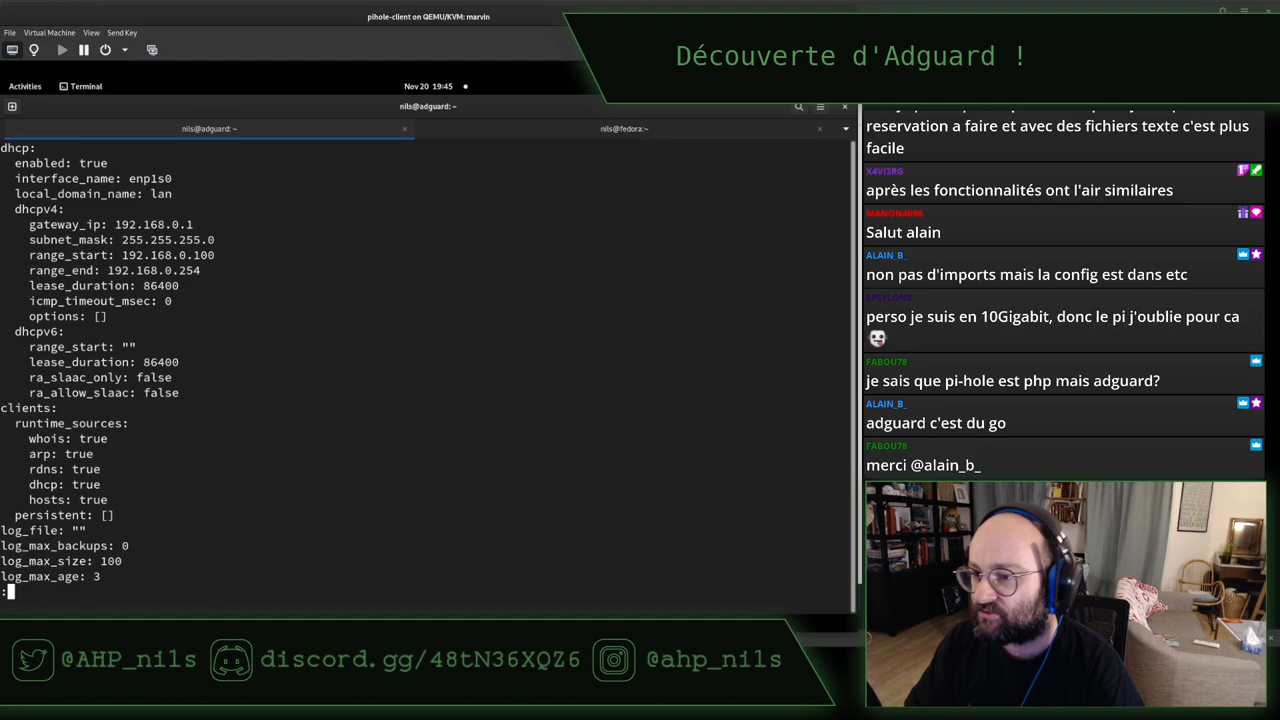 pihole-client on QEMU/KVM: marvin
File Virtual Machine View Send Key
Découverte d'Adguard !
Activities Terminal Nov 20 19:45
nils@adguard: ~
nils@adguard: ~ nils@fedora:~
dhcp:
enabled: true
interface_name: enp1s0
local_domain_name: lan
dhcpv4:
gateway_ip: 192.168.0.1
subnet_mask: 255.255.255.0
range_start: 192.168.0.100
range_end: 192.168.0.254
lease_duration: 86400
icmp_timeout_msec: 0
options: []
dhcpv6:
range_start: ""
lease_duration: 86400
ra_slaac_only: false
ra_allow_slaac: false
clients:
runtime_sources:
whois: true
arp: true
rdns: true
dhcp: true
hosts: true
persistent: []
log_file: ""
log_max_backups: 0
log_max_size: 100
log_max_age: 3
:
reservation a faire et avec des fichiers texte c'est plus
facile
X4VI3RG
après les fonctionnalités ont l'air similaires
MANON4096
Salut alain
ALAIN_B_
non pas d'imports mais la config est dans etc
perso je suis en 10Gigabit, donc le pi j'oublie pour ca
FABOU78
je sais que pi-hole est php mais adguard?
ALAIN_B_
adguard c'est du go
FABOU78
merci @alain_b_
@AHP_nils discord.gg/48tN36XQZ6 @ahp_nils